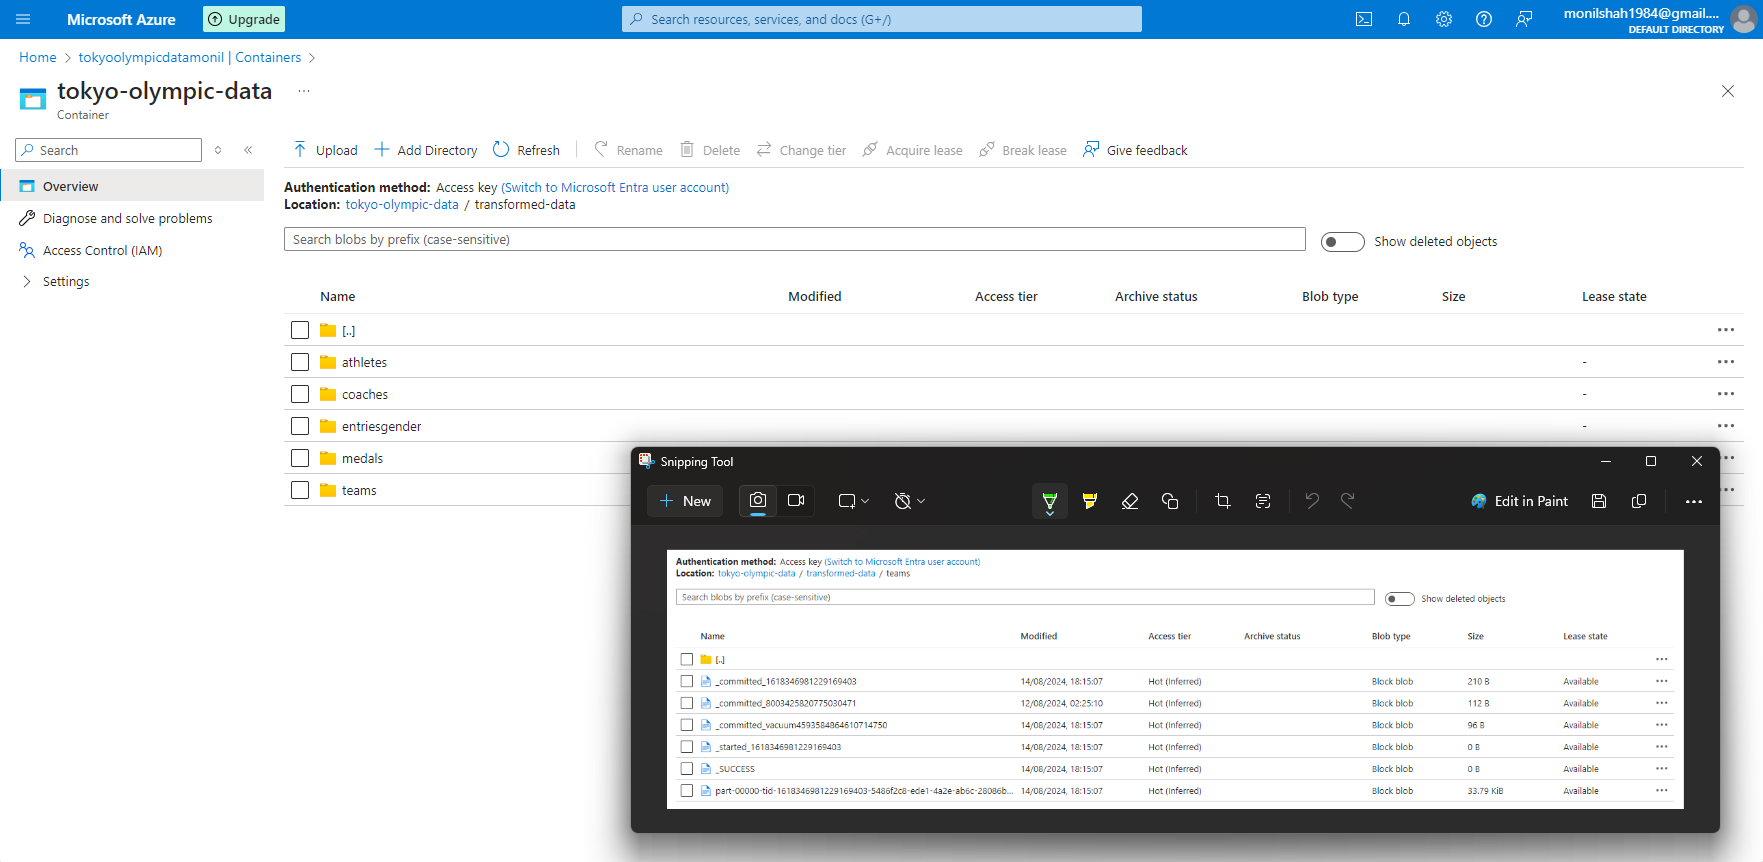 Microsoft Azure
Upgrade
Search resources, services, and docs (G+/)
monilshah1984@gmail....
DEFAULT DIRECTORY
Home > tokyoolympicdatamonil | Containers >
tokyo-olympic-data ...
Container
Search
Overview
Diagnose and solve problems
Access Control (IAM)
Settings
Upload Add Directory Refresh Rename Delete Change tier Acquire lease Break lease Give feedback
Authentication method: Access key (Switch to Microsoft Entra user account)
Location: tokyo-olympic-data / transformed-data
Search blobs by prefix (case-sensitive)
Show deleted objects
Name Modified Access tier Archive status Blob type Size Lease state
[..]
athletes -
coaches -
entriesgender -
medals
teams
Snipping Tool
New
Edit in Paint
Authentication method: Access key (Switch to Microsoft Entra user account)
Location: tokyo-olympic-data / transformed-data / teams
Search blobs by prefix (case-sensitive)
Show deleted objects
Name Modified Access tier Archive status Blob type Size Lease state
[..]
_committed_1618346981229169403 14/08/2024, 18:15:07 Hot (Inferred) Block blob 210 B Available
_committed_8003425820775030471 12/08/2024, 02:25:10 Hot (Inferred) Block blob 112 B Available
_committed_vacuum4593584864610714750 14/08/2024, 18:15:07 Hot (Inferred) Block blob 96 B Available
_started_1618346981229169403 14/08/2024, 18:15:07 Hot (Inferred) Block blob 0 B Available
_SUCCESS 14/08/2024, 18:15:07 Hot (Inferred) Block blob 0 B Available
part-00000-tid-1618346981229169403-5486f2c8-ede1-4a2e-ab6c-28086b... 14/08/2024, 18:15:07 Hot (Inferred) Block blob 33.79 KiB Available